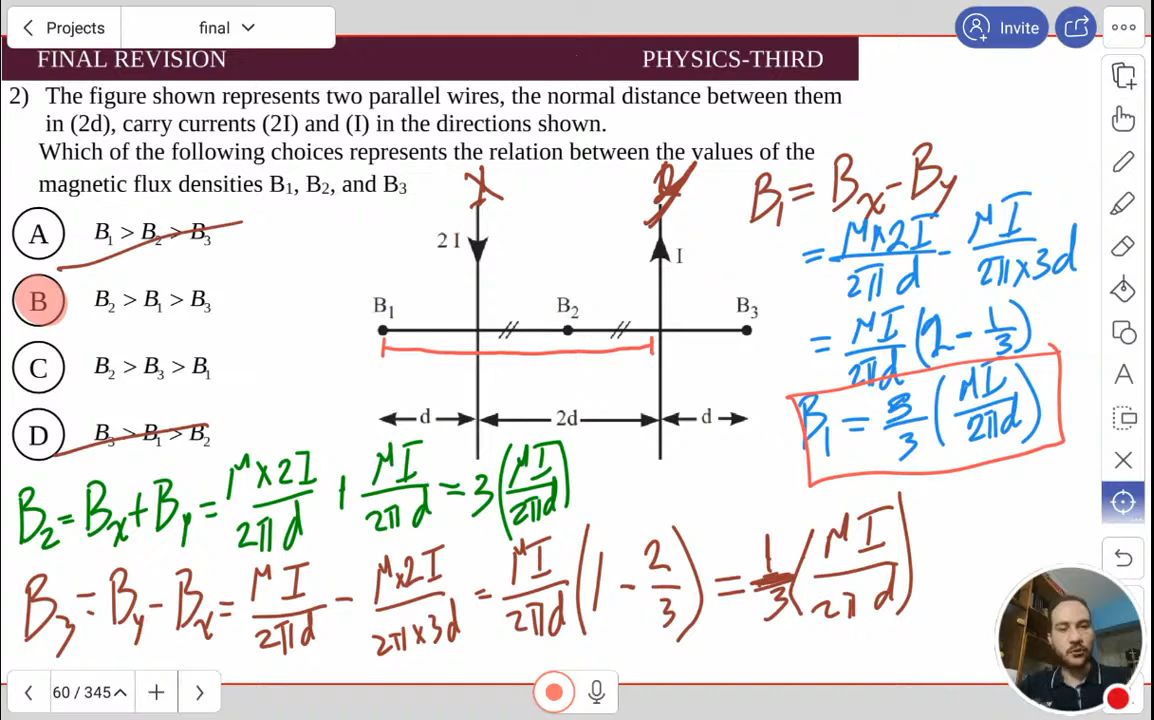 Projects
final
Invite
FINAL REVISION
PHYSICS-THIRD
2) The figure shown represents two parallel wires, the normal distance between them
in (2d), carry currents (2I) and (I) in the directions shown.
Which of the following choices represents the relation between the values of the
magnetic flux densities B₁, B₂, and B₃
A B₁ > B₂ > B₃
B B₂ > B₁ > B₃
C B₂ > B₃ > B₁
D B₃ > B₁ > B₂
x
2 I
I
B₁
B₂
B₃
d
2d
d
B₁ = Bx - By
= μ×2I/2πd - μI/2π×3d
= μI/2πd (2 - 1/3)
B₁ = 5/3 (μI/2πd)
B₂ = Bx + By = μ×2I/2πd + μI/2πd = 3(μI/2πd)
B₃ = By - Bx = μI/2πd - μ×2I/2π×3d = μI/2πd (1 - 2/3) = 1/3 (μI/2πd)
60 / 345